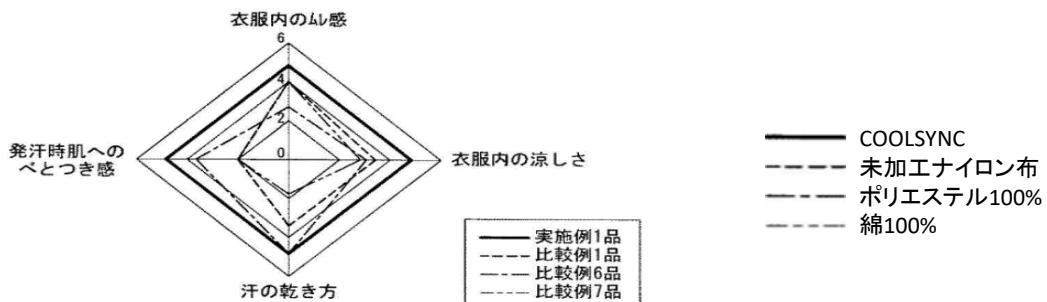 衣服内のムレ感
6
4
2
0
発汗時肌への
べとつき感
衣服内の涼しさ
汗の乾き方
実施例1品
比較例1品
比較例6品
比較例7品
COOLSYNC
未加工ナイロン布
ポリエステル100%
綿100%